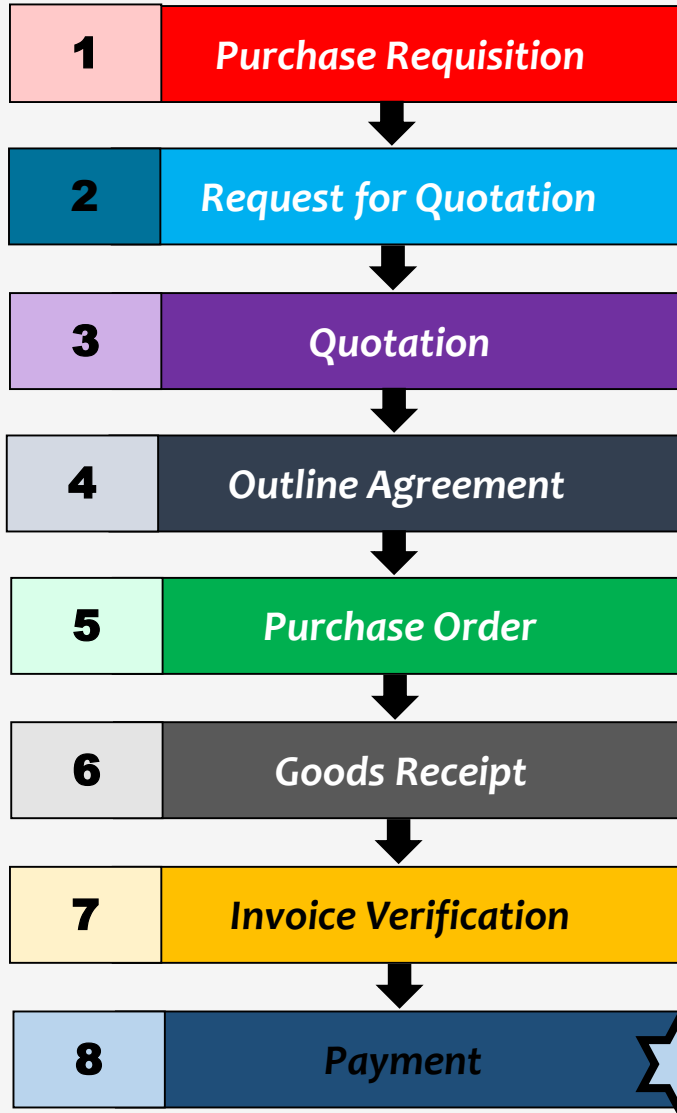 1 Purchase Requisition
2 Request for Quotation
3 Quotation
4 Outline Agreement
5 Purchase Order
6 Goods Receipt
7 Invoice Verification
8 Payment